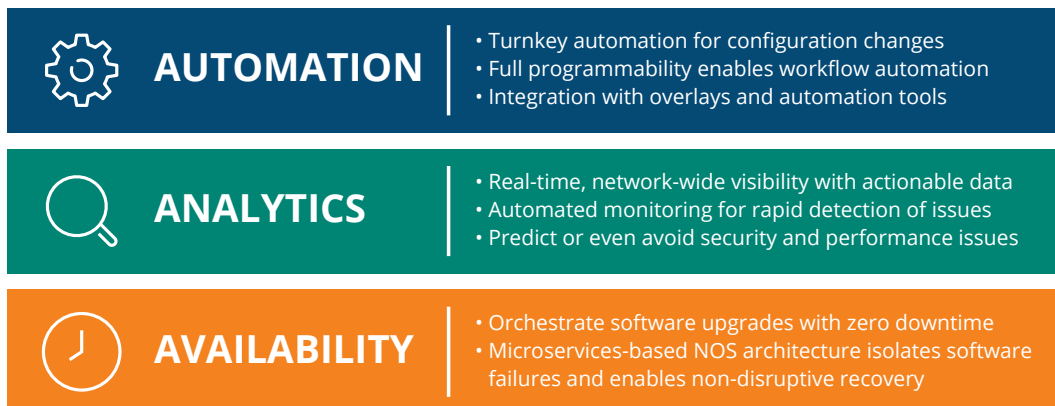 AUTOMATION
• Turnkey automation for configuration changes
• Full programmability enables workflow automation
• Integration with overlays and automation tools
ANALYTICS
• Real-time, network-wide visibility with actionable data
• Automated monitoring for rapid detection of issues
• Predict or even avoid security and performance issues
AVAILABILITY
• Orchestrate software upgrades with zero downtime
• Microservices-based NOS architecture isolates software
failures and enables non-disruptive recovery